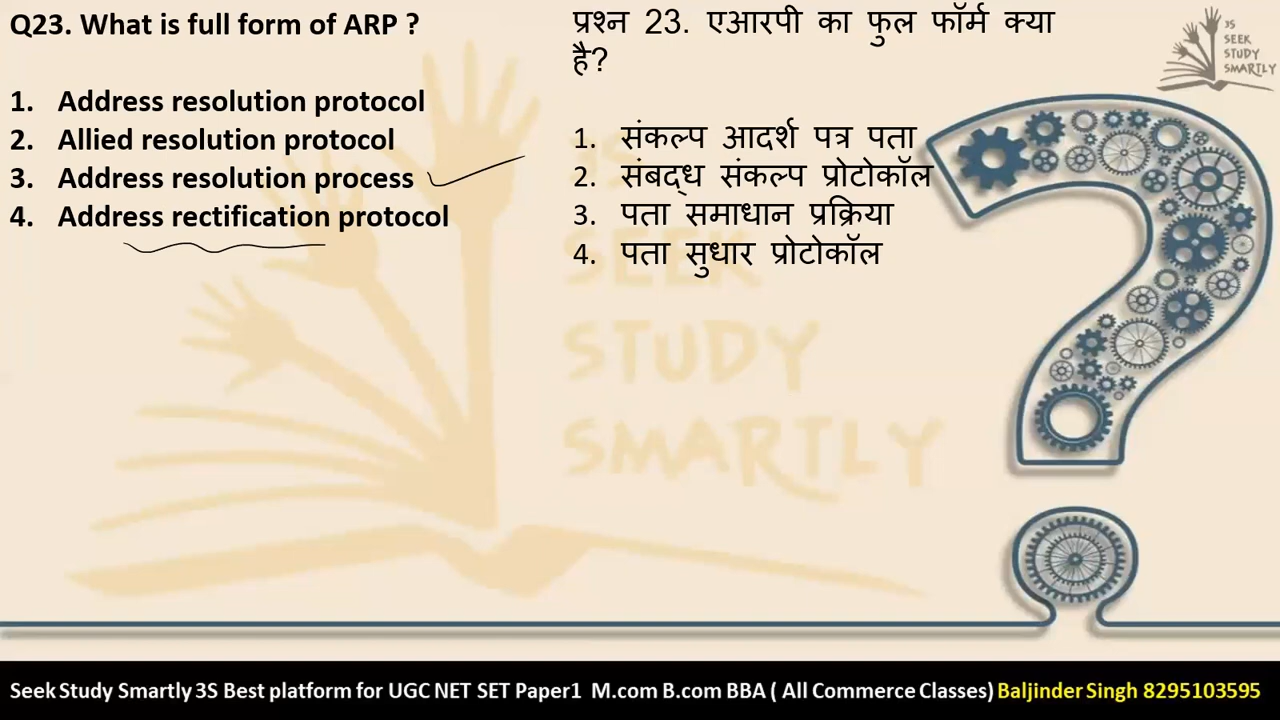 Q23. What is full form of ARP ?
1. Address resolution protocol
2. Allied resolution protocol
3. Address resolution process
4. Address rectification protocol
प्रश्न 23. एआरपी का फुल फॉर्म क्या
है?
1. संकल्प आदर्श पत्र पता
2. संबद्ध संकल्प प्रोटोकॉल
3. पता समाधान प्रक्रिया
4. पता सुधार प्रोटोकॉल
3S
SEEK
STUDY
SMARTLY
3S
SEEK
STUDY
SMARTLY
Seek Study Smartly 3S Best platform for UGC NET SET Paper1 M.com B.com BBA ( All Commerce Classes) Baljinder Singh 8295103595